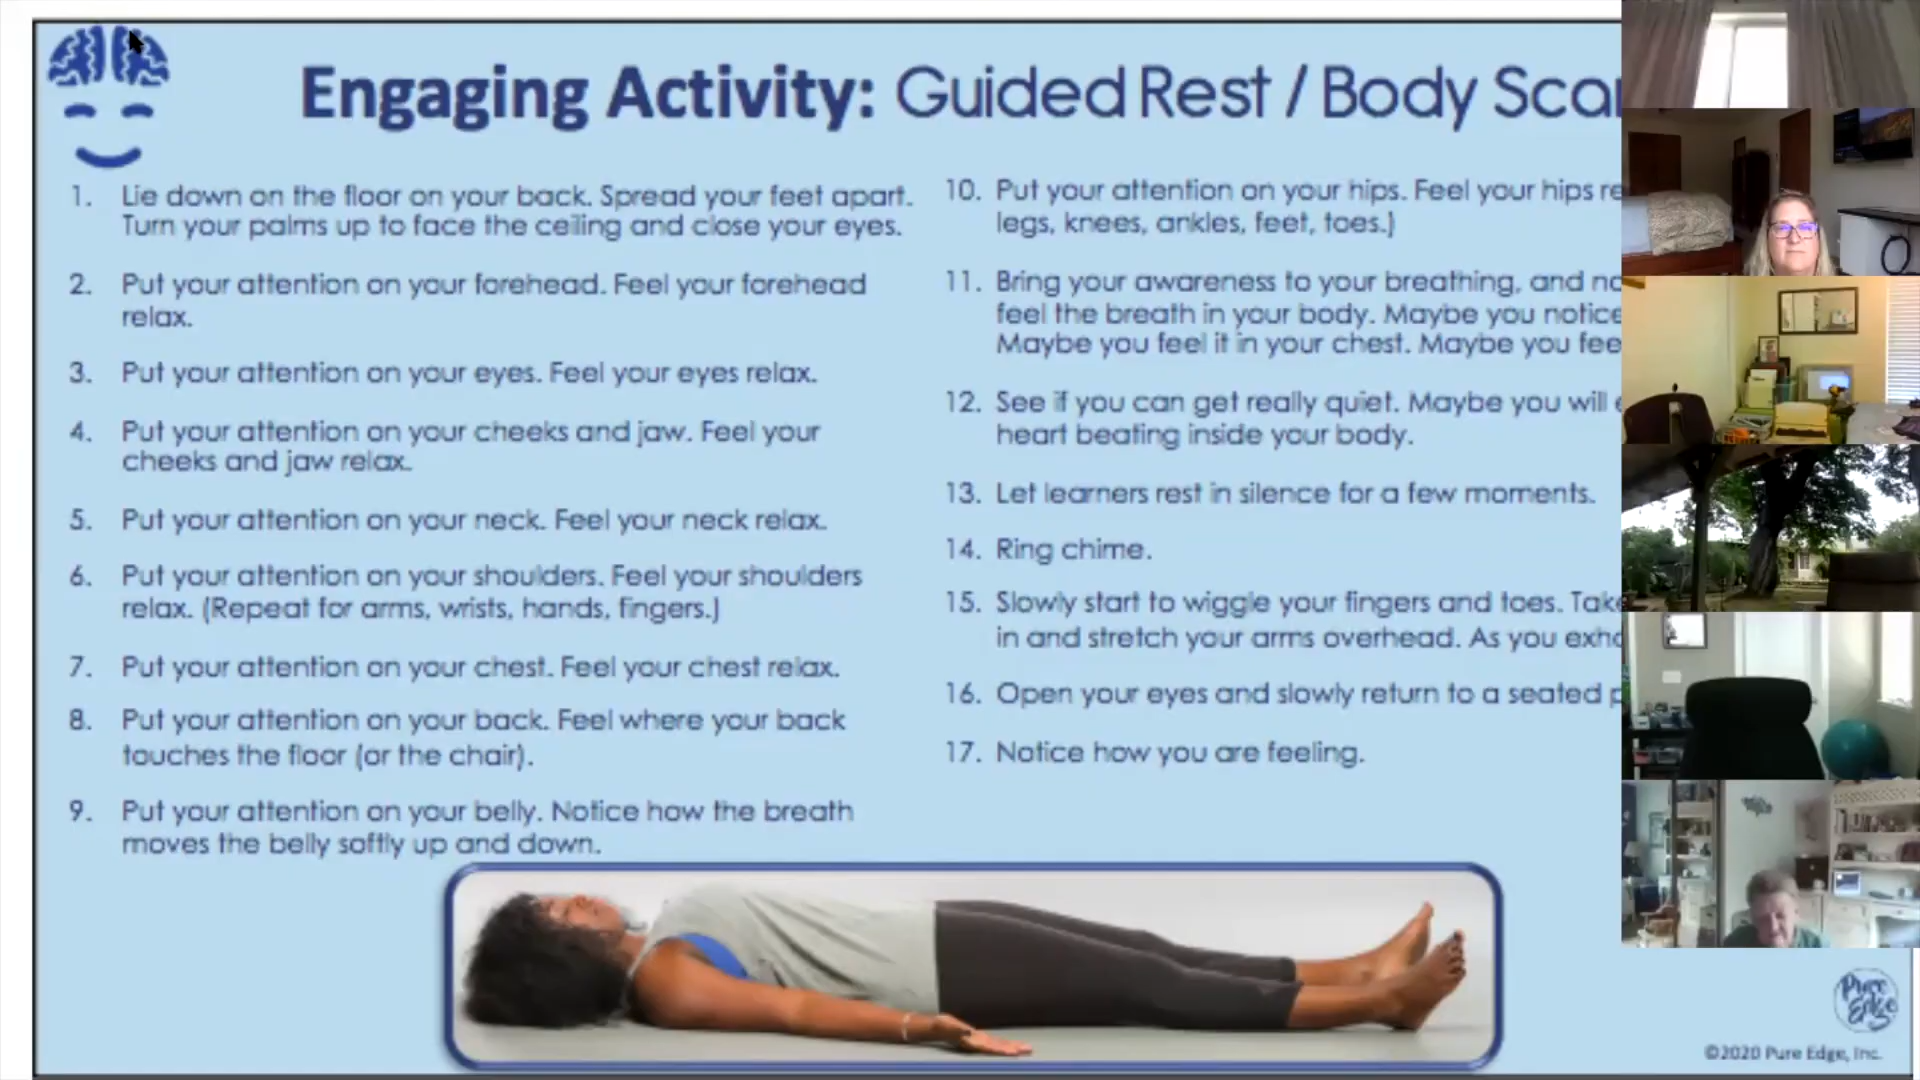 Engaging Activity: Guided Rest / Body Scan
1. Lie down on the floor on your back. Spread your feet apart.
Turn your palms up to face the ceiling and close your eyes.
2. Put your attention on your forehead. Feel your forehead
relax.
3. Put your attention on your eyes. Feel your eyes relax.
4. Put your attention on your cheeks and jaw. Feel your
cheeks and jaw relax.
5. Put your attention on your neck. Feel your neck relax.
6. Put your attention on your shoulders. Feel your shoulders
relax. (Repeat for arms, wrists, hands, fingers.)
7. Put your attention on your chest. Feel your chest relax.
8. Put your attention on your back. Feel where your back
touches the floor (or the chair).
9. Put your attention on your belly. Notice how the breath
moves the belly softly up and down.
10. Put your attention on your hips. Feel your hips
legs, knees, ankles, feet, toes.)
11. Bring your awareness to your breathing, and
feel the breath in your body. Maybe you notice
Maybe you feel it in your chest. Maybe you
12. See if you can get really quiet. Maybe you will
heart beating inside your body.
13. Let learners rest in silence for a few moments.
14. Ring chime.
15. Slowly start to wiggle your fingers and toes. Take
in and stretch your arms overhead. As you
16. Open your eyes and slowly return to a seated
17. Notice how you are feeling.
Pure
Edge
©2020 Pure Edge, Inc.